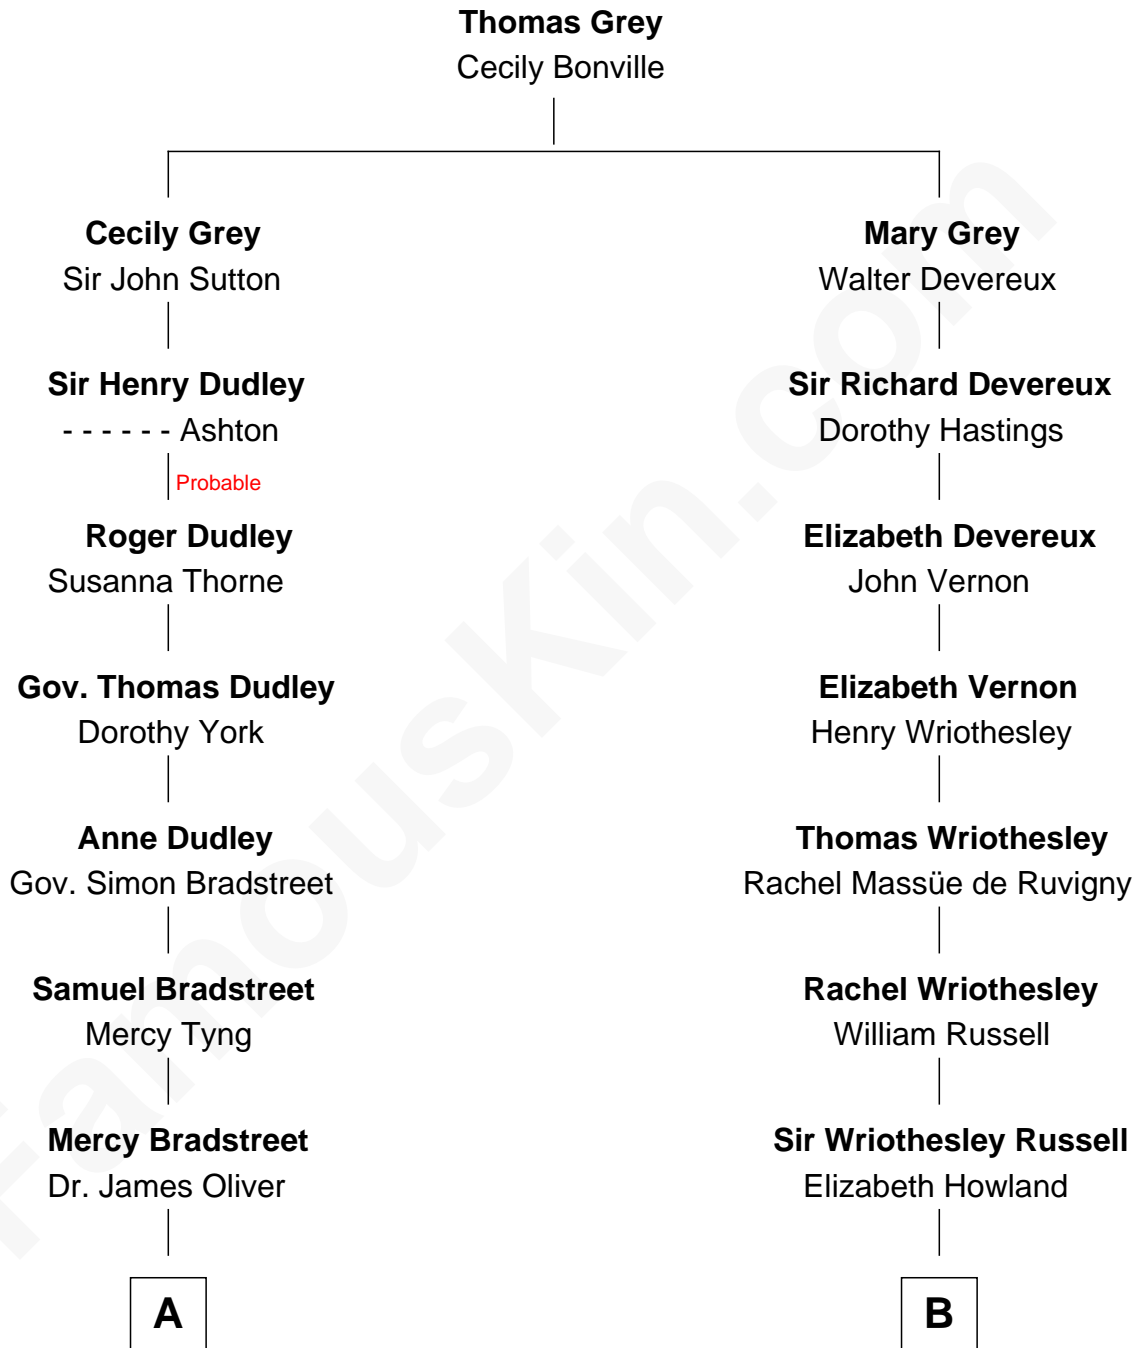 Thomas Grey
Cecily Bonville
Cecily Grey
Sir John Sutton
Mary Grey
Walter Devereux
Sir Henry Dudley
- - - - - - Ashton
Sir Richard Devereux
Dorothy Hastings
Probable
Roger Dudley
Susanna Thorne
Elizabeth Devereux
John Vernon
Gov. Thomas Dudley
Dorothy York
Elizabeth Vernon
Henry Wriothesley
Anne Dudley
Gov. Simon Bradstreet
Thomas Wriothesley
Rachel Massüe de Ruvigny
Samuel Bradstreet
Mercy Tyng
Rachel Wriothesley
William Russell
Mercy Bradstreet
Dr. James Oliver
Sir Wriothesley Russell
Elizabeth Howland
A
B
FamousKin.com